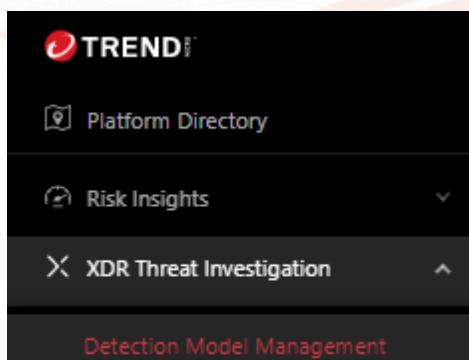 TREND
Platform Directory
Risk Insights
XDR Threat Investigation
Detection Model Management